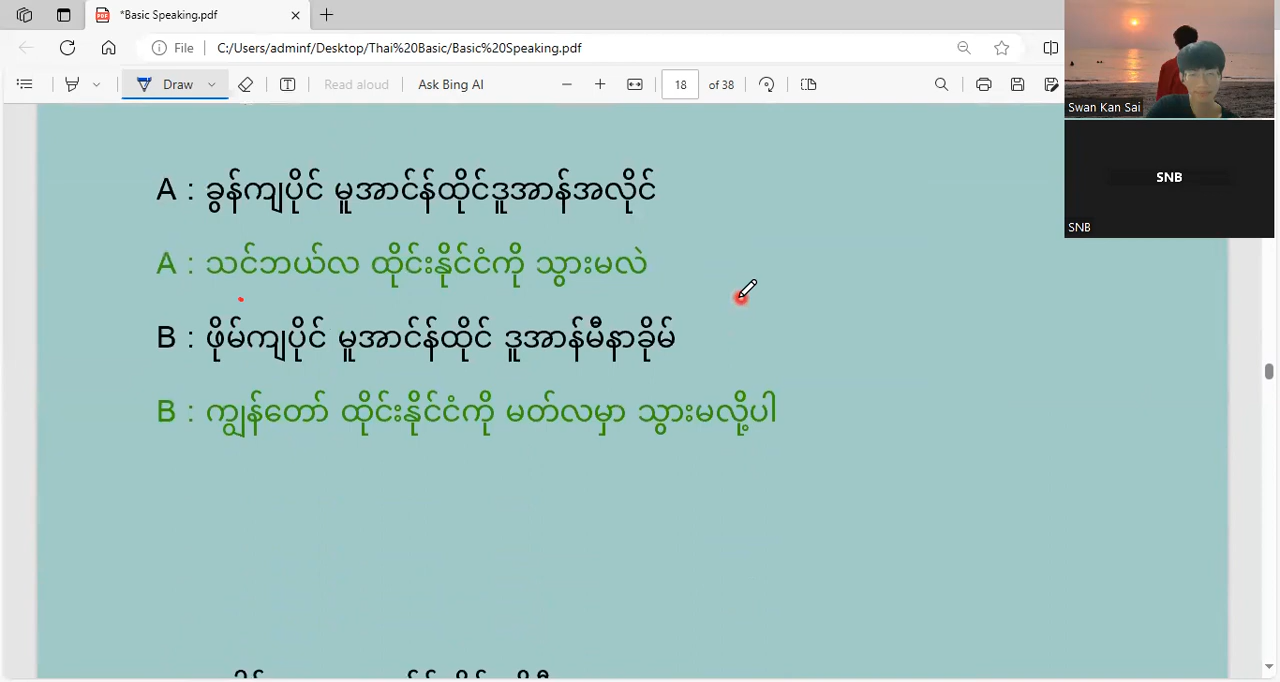 *Basic Speaking.pdf
File
C:/Users/adminf/Desktop/Thai%20Basic/Basic%20Speaking.pdf
Draw
Read aloud
Ask Bing AI
18 of 38
Swan Kan Sai
SNB
SNB
A : ခွန်ကျပိုင် မူအာင်န်ထိုင်ဒူအာန်အလိုင်
A : သင်ဘယ်လ ထိုင်းနိုင်ငံကို သွားမလဲ
B : ဖိုမ်ကျပိုင် မူအာင်န်ထိုင် ဒူအာန်မီနာခိုမ်
B : ကျွန်တော် ထိုင်းနိုင်ငံကို မတ်လမှာ သွားမလို့ပါ